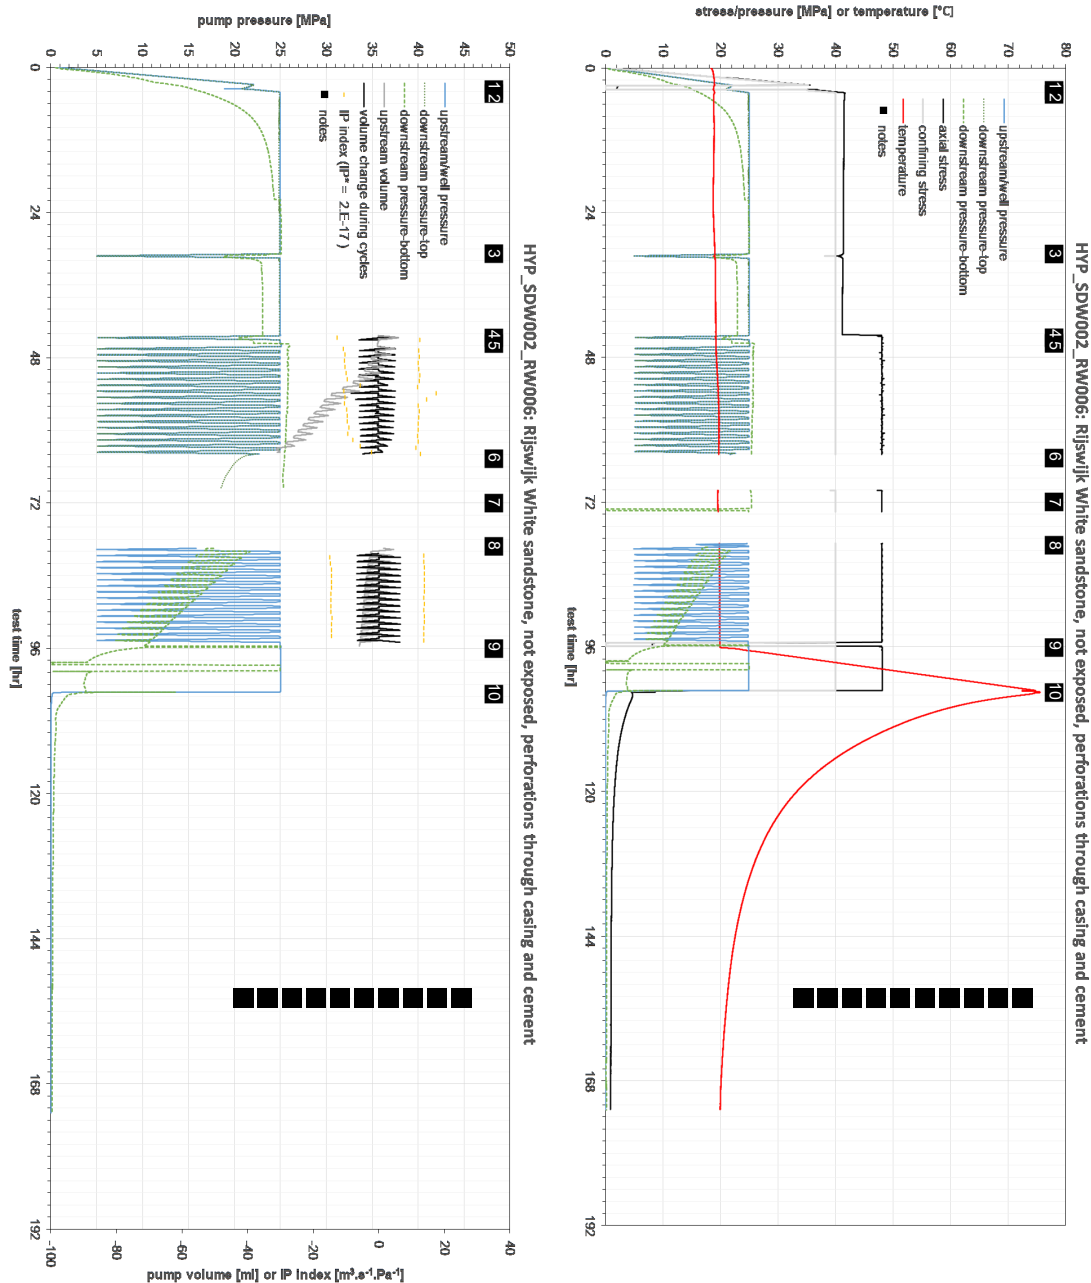 HYP_SDW002_RW006: Rijswijk White sandstone, not exposed, perforations through casing and cement
stress/pressure [MPa] or temperature [°C]
80
70
60
50
40
30
20
10
0
1 2 3 4 5 6 7 8 9 10
upstream/well pressure
downstream pressure-top
downstream pressure-bottom
axial stress
confining stress
temperature
notes
0 24 48 72 96 120 144 168 192
test time [hr]
HYP_SDW002_RW006: Rijswijk White sandstone, not exposed, perforations through casing and cement
pump pressure [MPa]
50
45
40
35
30
25
20
15
10
5
0
1 2 3 4 5 6 7 8 9 10
upstream/well pressure
downstream pressure-top
downstream pressure-bottom
upstream volume
volume change during cycles
IP index (IP* = 2.E-17 )
notes
0 24 48 72 96 120 144 168 192
test time [hr]
40
20
0
-20
-40
-60
-80
-100
pump volume [ml] or IP Index [m³.s⁻¹.Pa⁻¹]